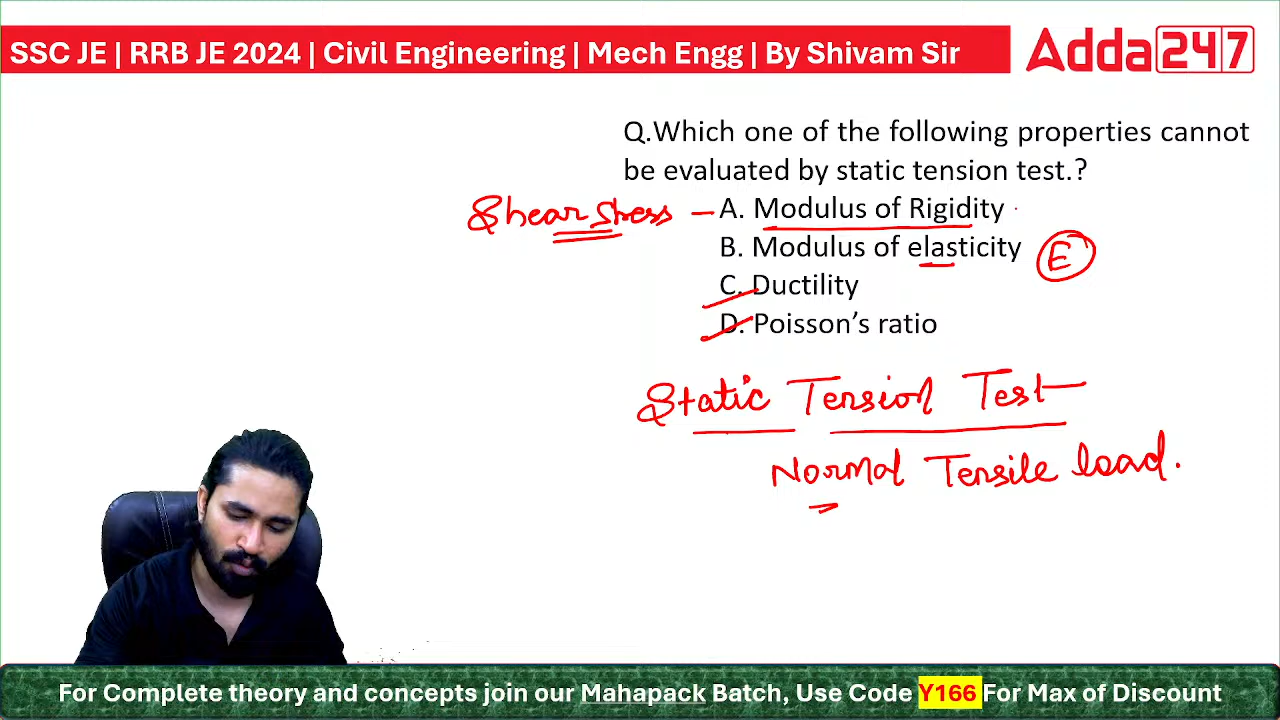 SSC JE | RRB JE 2024 | Civil Engineering | Mech Engg | By Shivam Sir
Adda247
Q.Which one of the following properties cannot
be evaluated by static tension test.?
Shear stress – A. Modulus of Rigidity
B. Modulus of elasticity E
C. Ductility
D. Poisson’s ratio
Static Tension Test
Normal Tensile load.
For Complete theory and concepts join our Mahapack Batch, Use Code Y166 For Max of Discount